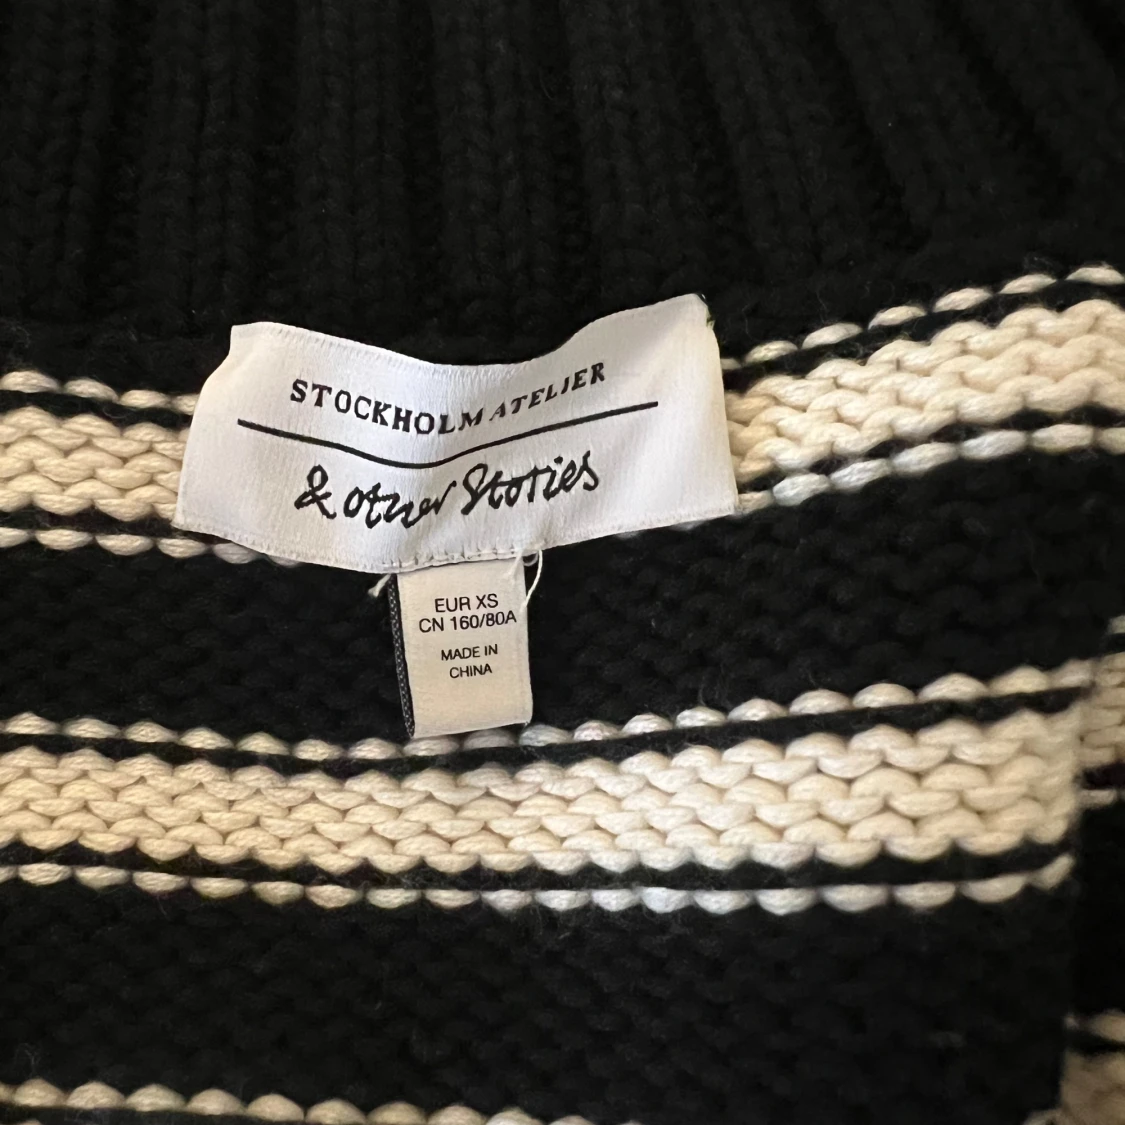 STOCKHOLM ATELIER
& other Stories
EUR XS
CN 160/80A
MADE IN
CHINA